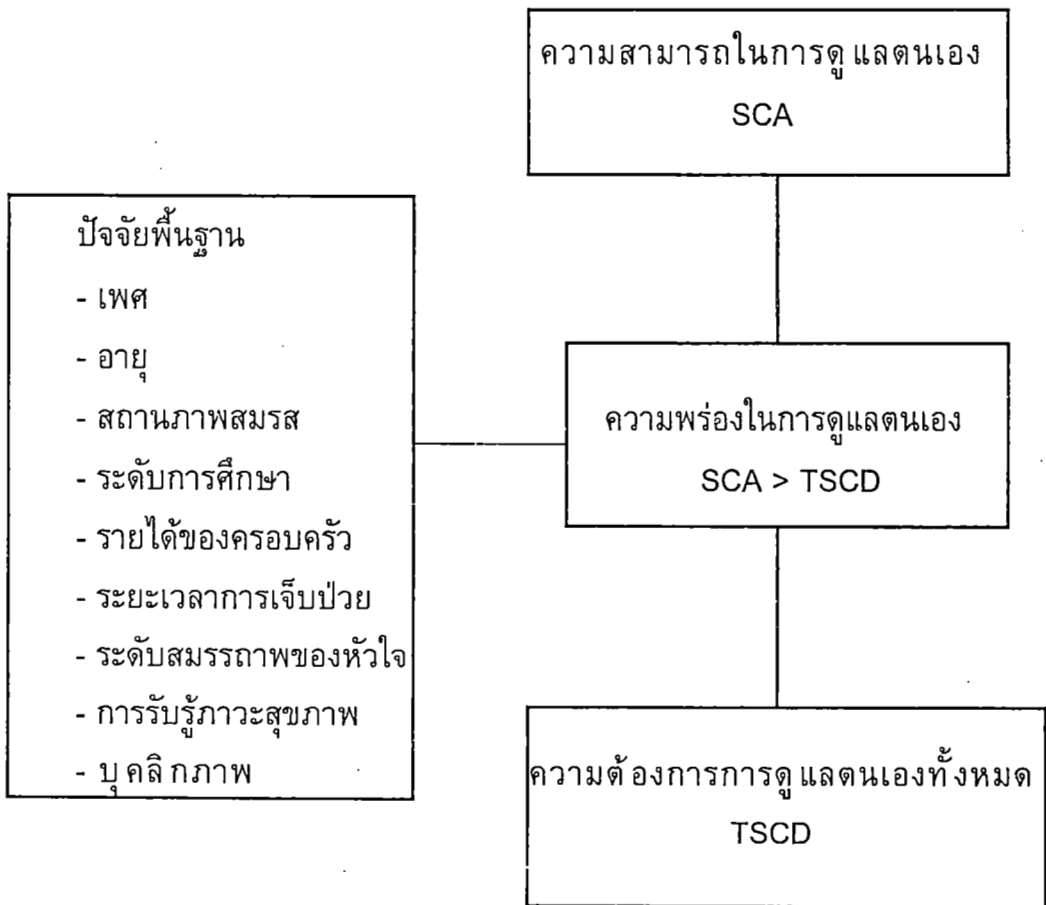 ความสามารถในการดูแลตนเอง
SCA
ปัจจัยพื้นฐาน
- เพศ
- อายุ
- สถานภาพสมรส
- ระดับการศึกษา
- รายได้ของครอบครัว
- ระยะเวลาการเจ็บป่วย
- ระดับสมรรถาพของหัวใจ
- การรับรู้ภาวะสุขภาพ
- บุคลิกภาพ
ความพร่องในการดูแลตนเอง
SCA > TSCD
ความต้องการการดูแลตนเองทั้งหมด
TSCD